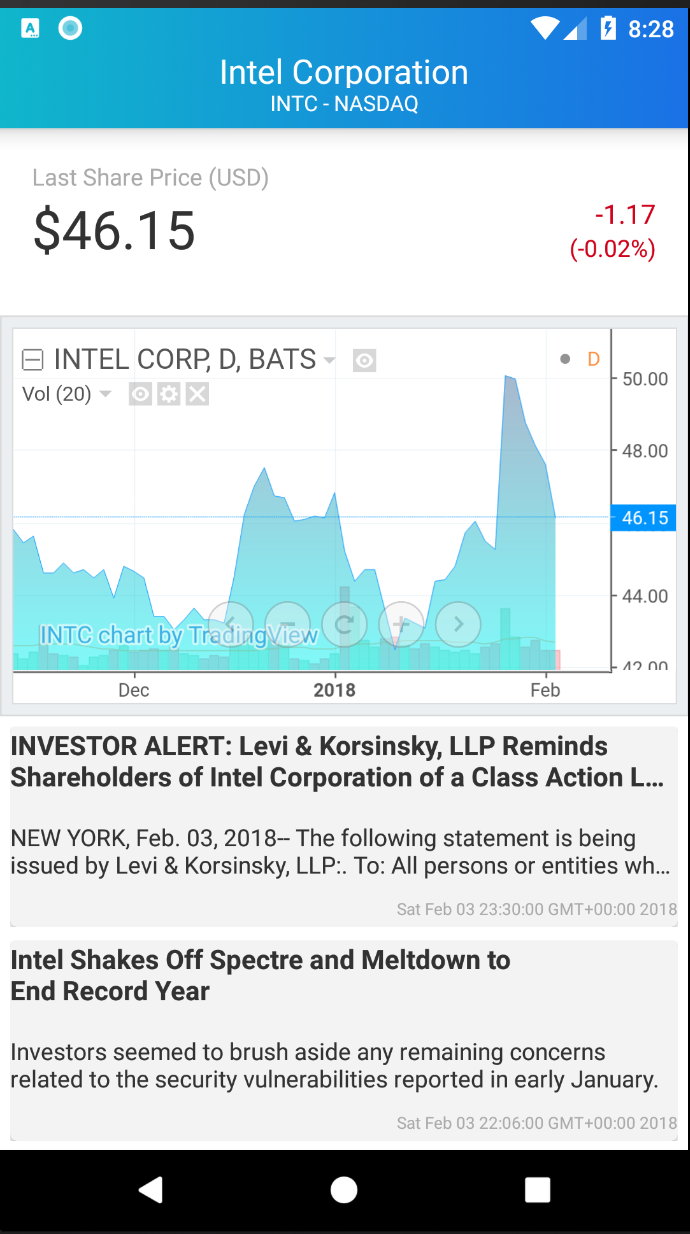 8:28
Intel Corporation
INTC - NASDAQ
Last Share Price (USD)
$46.15
-1.17
(-0.02%)
INTEL CORP, D, BATS
D
Vol (20)
50.00
48.00
46.15
44.00
42.00
INTC chart by TradingView
Dec
2018
Feb
INVESTOR ALERT: Levi & Korsinsky, LLP Reminds
Shareholders of Intel Corporation of a Class Action L...
NEW YORK, Feb. 03, 2018-- The following statement is being
issued by Levi & Korsinsky, LLP:. To: All persons or entities wh...
Sat Feb 03 23:30:00 GMT+00:00 2018
Intel Shakes Off Spectre and Meltdown to
End Record Year
Investors seemed to brush aside any remaining concerns
related to the security vulnerabilities reported in early January.
Sat Feb 03 22:06:00 GMT+00:00 2018